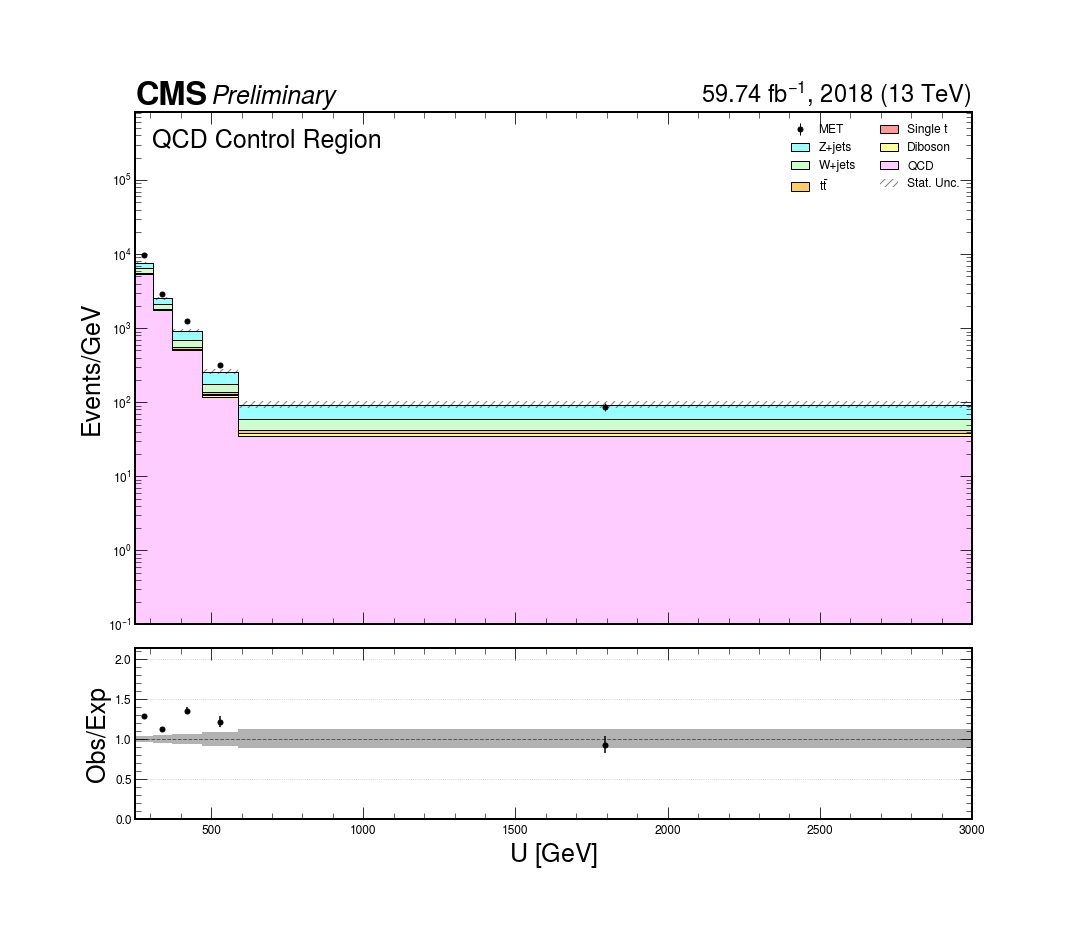 CMS Preliminary
59.74 fb⁻¹, 2018 (13 TeV)
QCD Control Region
MET
Z+jets
W+jets
tt̄
Single t
Diboson
QCD
Stat. Unc.
Events/GeV
10⁵
10⁴
10³
10²
10¹
10⁰
10⁻¹
Obs/Exp
2.0
1.5
1.0
0.5
0.0
500 1000 1500 2000 2500 3000
U [GeV]